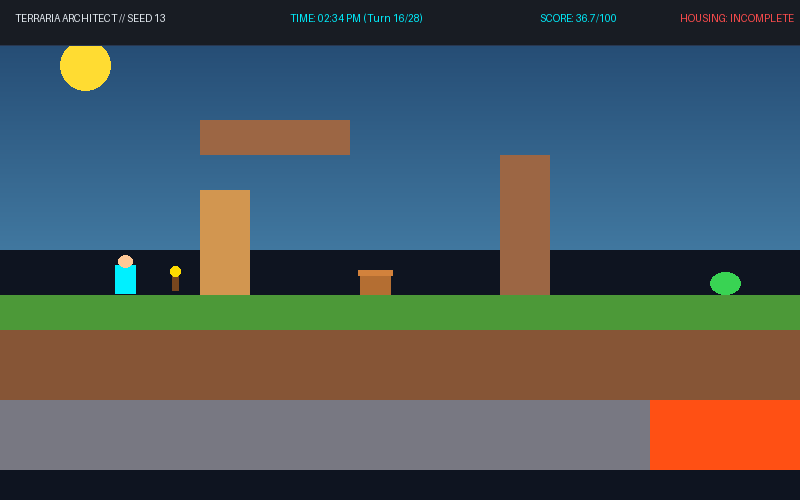 TERRARIA ARCHITECT // SEED 13
TIME: 02:34 PM (Turn 16/28)
SCORE: 36.7/100
HOUSING: INCOMPLETE